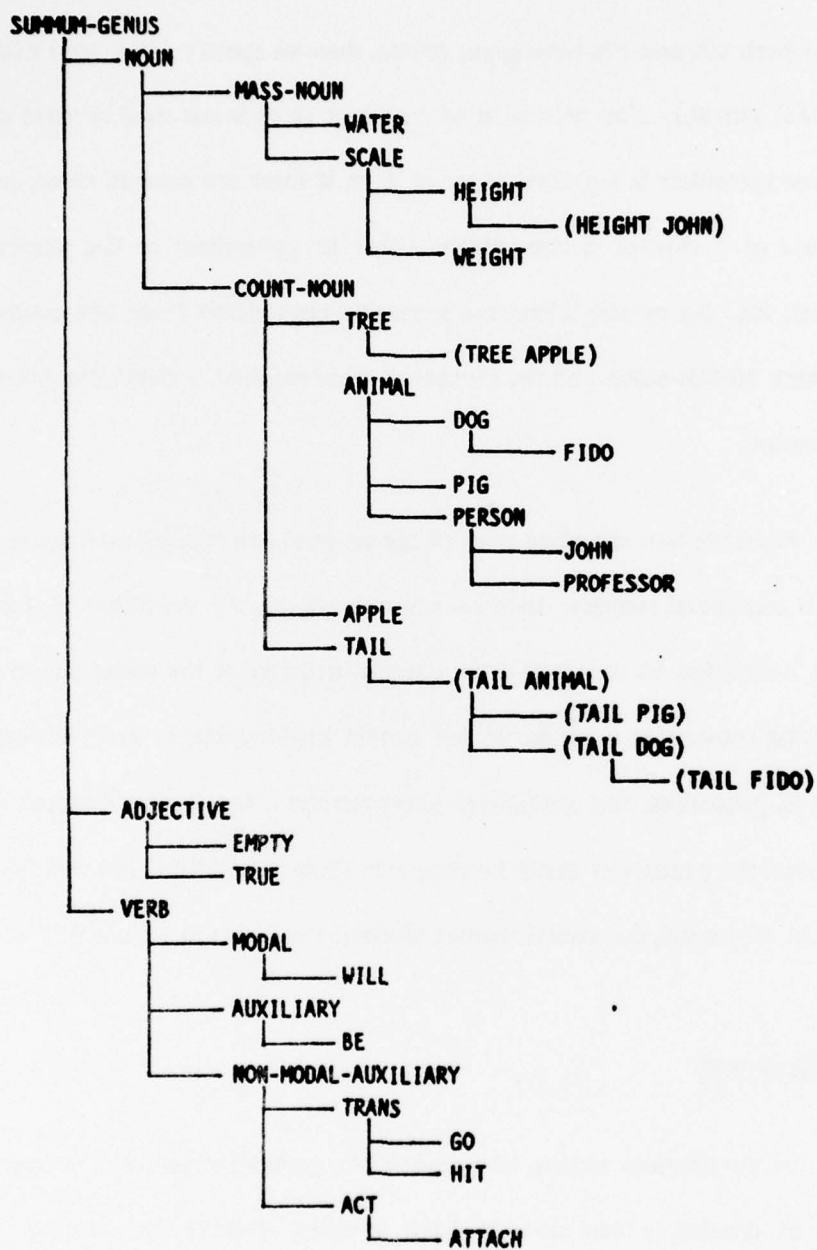 SUMMUM-GENUS
NOUN
MASS-NOUN
WATER
SCALE
HEIGHT
(HEIGHT JOHN)
WEIGHT
COUNT-NOUN
TREE
(TREE APPLE)
ANIMAL
DOG
FIDO
PIG
PERSON
JOHN
PROFESSOR
APPLE
TAIL
(TAIL ANIMAL)
(TAIL PIG)
(TAIL DOG)
(TAIL FIDO)
ADJECTIVE
EMPTY
TRUE
VERB
MODAL
WILL
AUXILIARY
BE
NON-MODAL-AUXILIARY
TRANS
GO
HIT
ACT
ATTACH